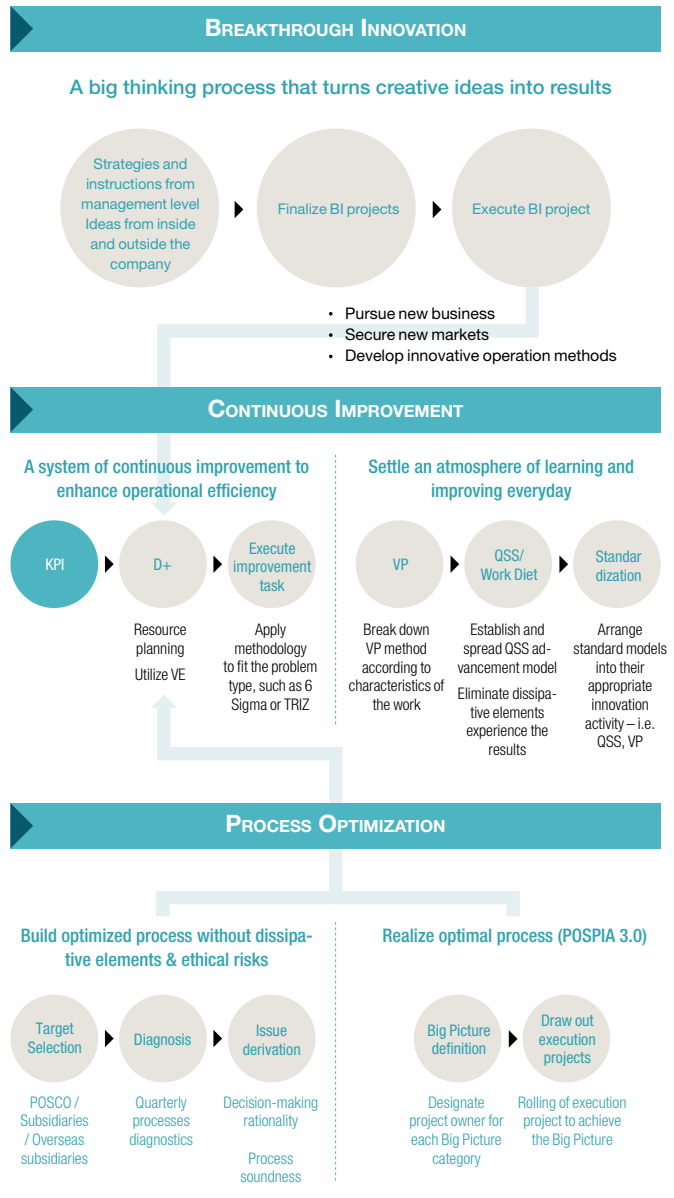 BREAKTHROUGH INNOVATION
A big thinking process that turns creative ideas into results
Strategies and
instructions from
management level
Ideas from inside
and outside the
company
Finalize BI projects
Execute BI project
• Pursue new business
• Secure new markets
• Develop innovative operation methods
CONTINUOUS IMPROVEMENT
A system of continuous improvement to
enhance operational efficiency
KPI
D+
Execute
improvement
task
Resource
planning
Utilize VE
Apply
methodology
to fit the problem
type, such as 6
Sigma or TRIZ
Settle an atmosphere of learning and
improving everyday
VP
QSS/
Work Diet
Standar
dization
Break down
VP method
according to
characteristics of
the work
Establish and
spread QSS ad-
vancement model
Eliminate dissipa-
tive elements
experience the
results
Arrange
standard models
into their
appropriate
innovation
activity – i.e.
QSS, VP
PROCESS OPTIMIZATION
Build optimized process without dissipa-
tive elements & ethical risks
Target
Selection
Diagnosis
Issue
derivation
POSCO /
Subsidiaries
/ Overseas
subsidiaries
Quarterly
processes
diagnostics
Decision-making
rationality
Process
soundness
Realize optimal process (POSPIA 3.0)
Big Picture
definition
Draw out
execution
projects
Designate
project owner for
each Big Picture
category
Rolling of execution
project to achieve
the Big Picture